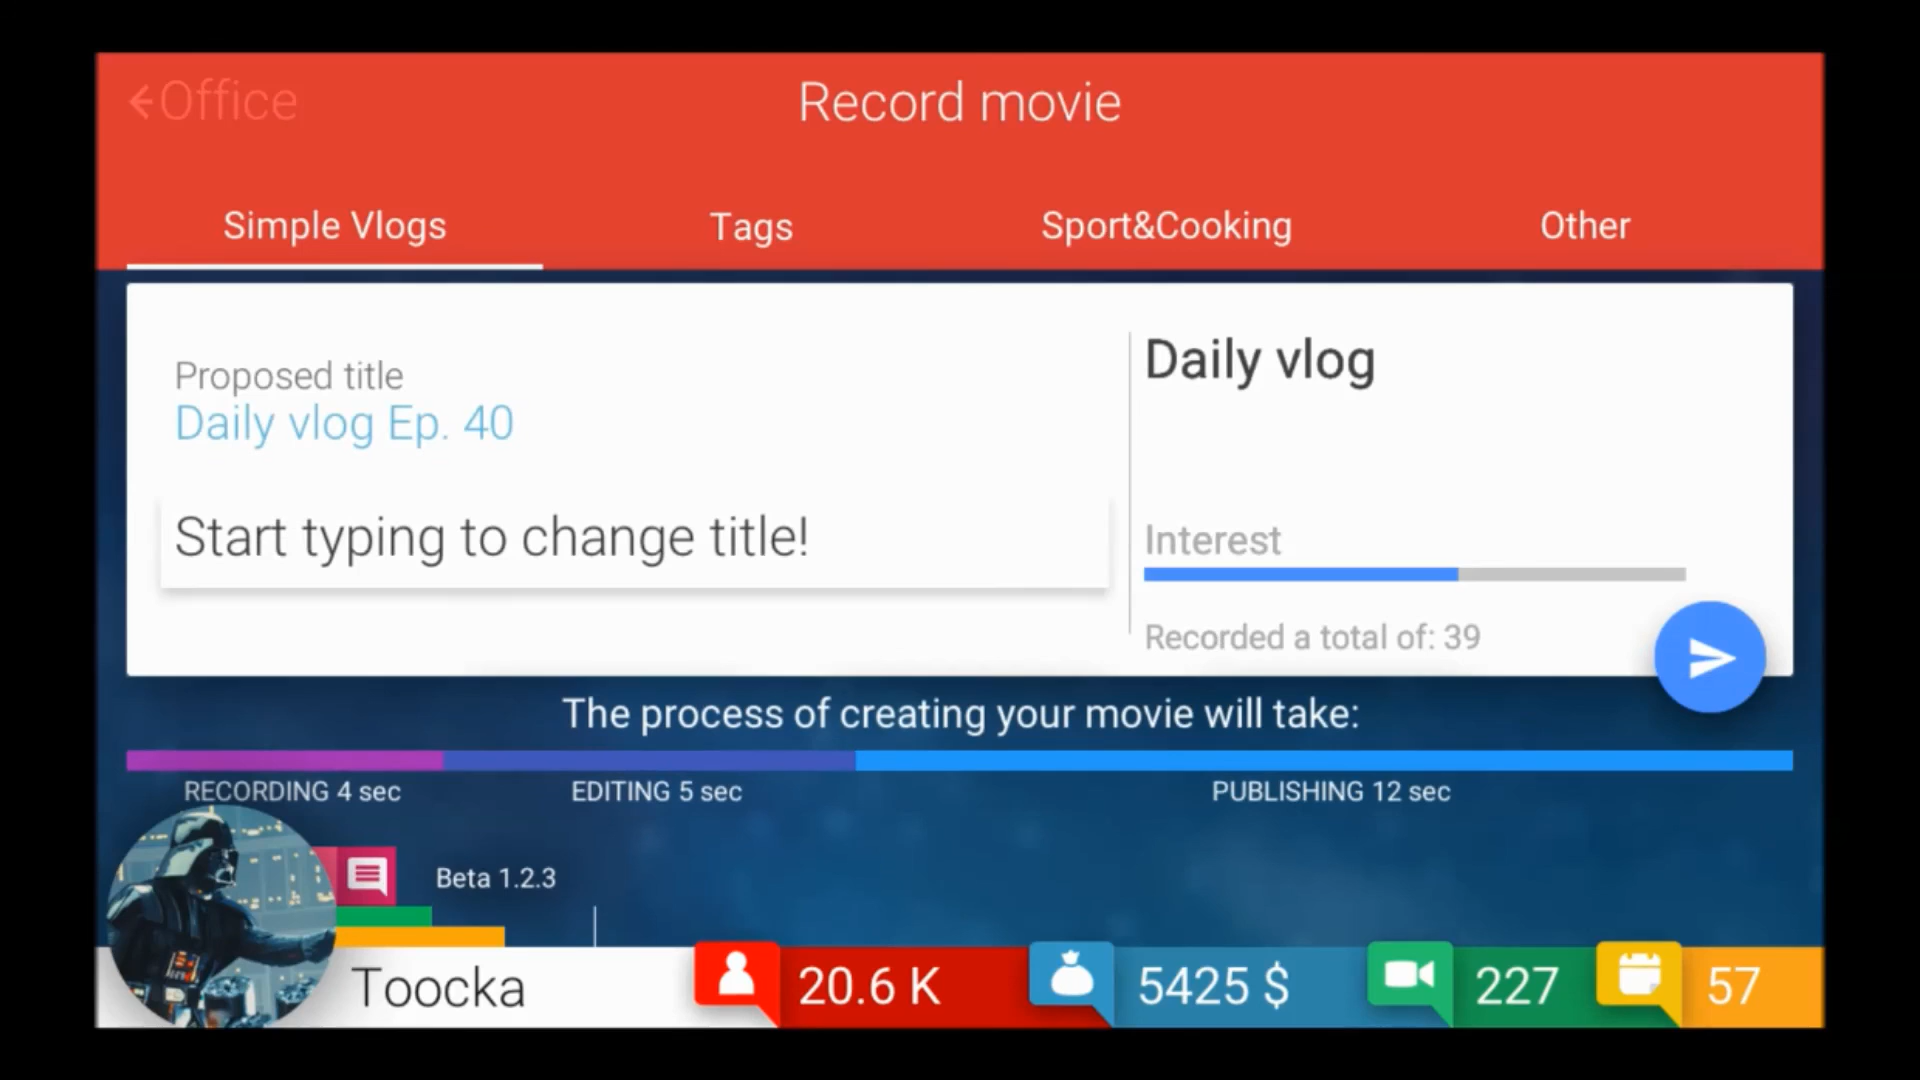 Office
Record movie
Simple Vlogs
Tags
Sport&Cooking
Other
Proposed title
Daily vlog Ep. 40
Start typing to change title!
Daily vlog
Interest
Recorded a total of: 39
The process of creating your movie will take:
RECORDING 4 sec
EDITING 5 sec
PUBLISHING 12 sec
Beta 1.2.3
Toocka
20.6 K
5425 $
227
57